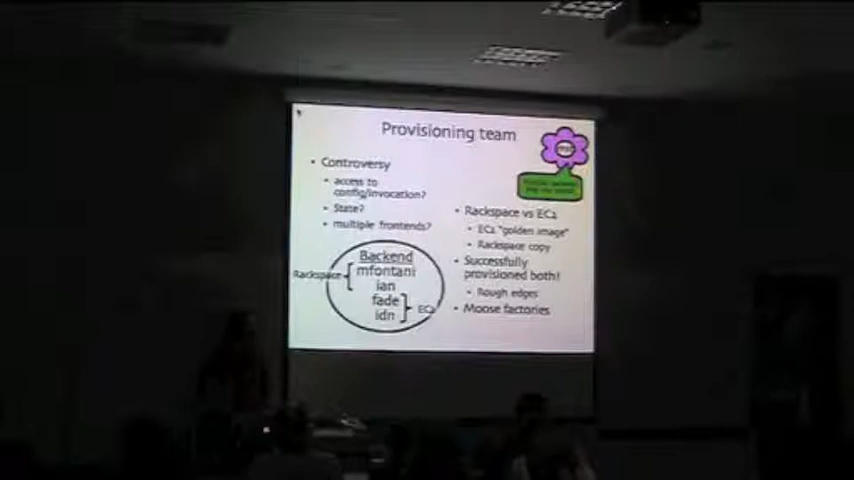 Provisioning team
• Controversy
• access to
config/invocation?
• State?
• multiple frontends?
Backend
mfontani
ian
fade
idn
Rackspace
EC2
• Rackspace vs EC2
• EC2 "golden image"
• Rackspace copy
• Successfully
provisioned both!
• Rough edges
• Moose factories